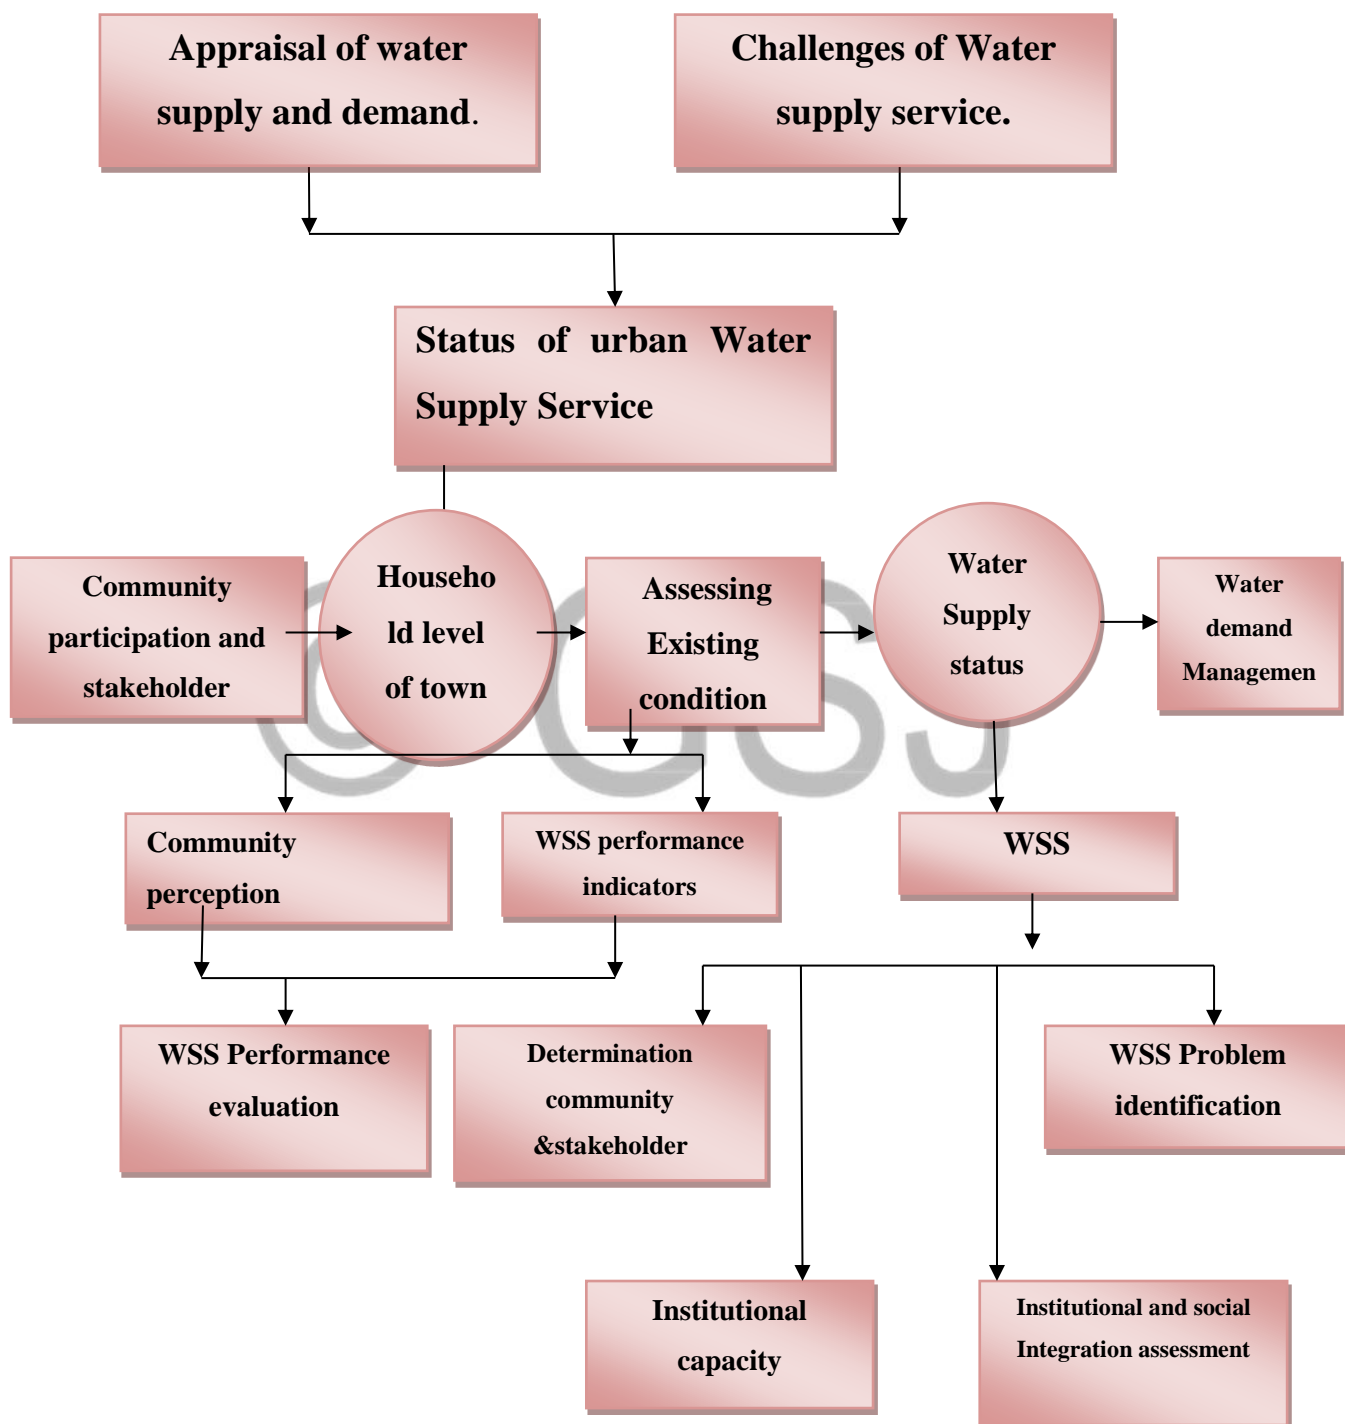 Appraisal of water
supply and demand.
Challenges of Water
supply service.
Status of urban Water
Supply Service
Community
participation and
stakeholder
Househo
ld level
of town
Assessing
Existing
condition
Water
Supply
status
Water
demand
Managemen
© GSJ
Community
perception
WSS performance
indicators
WSS
WSS Performance
evaluation
Determination
community
&stakeholder
WSS Problem
identification
Institutional
capacity
Institutional and social
Integration assessment